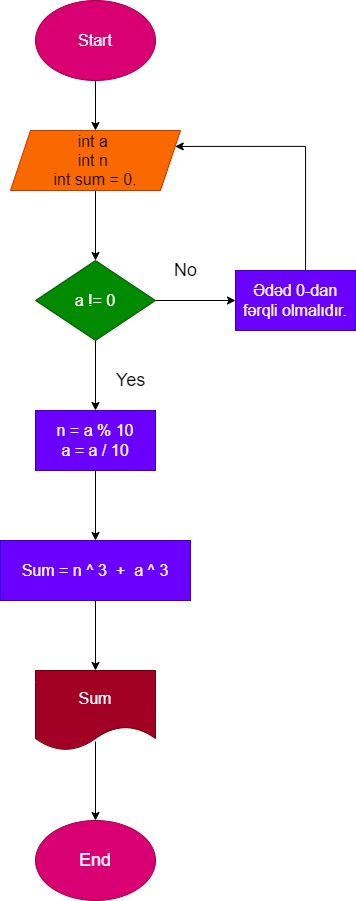 Start
int a
int n
int sum = 0.
a != 0
No
Ədəd 0-dan
fərqli olmalıdır.
Yes
n = a % 10
a = a / 10
Sum = n ^ 3 + a ^ 3
Sum
End